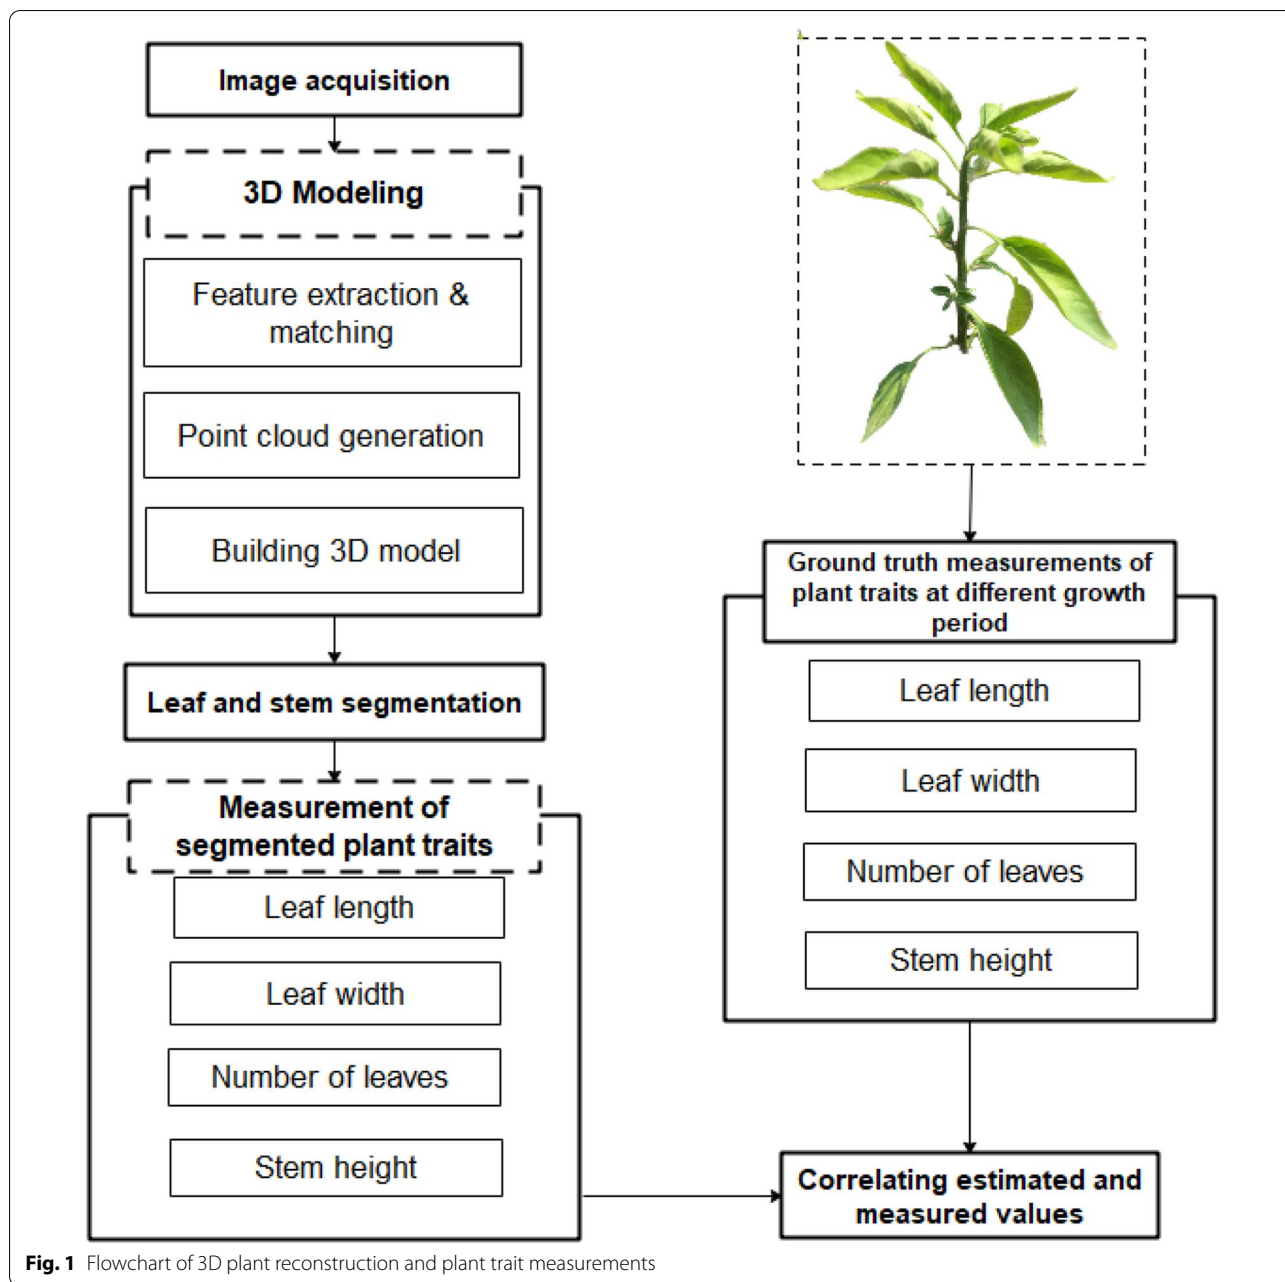 Image acquisition
3D Modeling
Feature extraction &
matching
Point cloud generation
Building 3D model
Leaf and stem segmentation
Measurement of
segmented plant traits
Leaf length
Leaf width
Number of leaves
Stem height
Ground truth measurements of
plant traits at different growth
period
Leaf length
Leaf width
Number of leaves
Stem height
Correlating estimated and
measured values
Fig. 1 Flowchart of 3D plant reconstruction and plant trait measurements